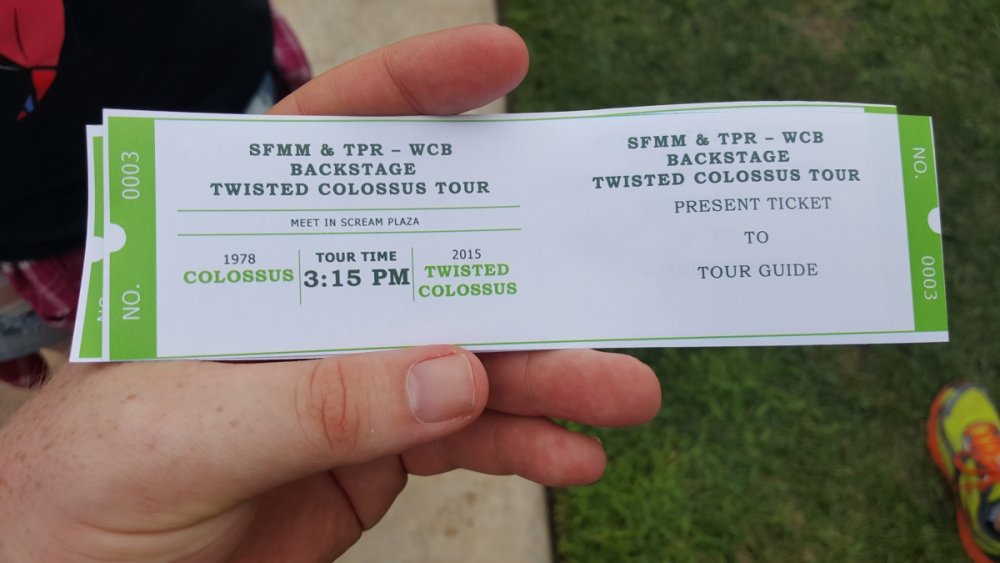 NO. 0003
SFMM & TPR – WCB
BACKSTAGE
TWISTED COLOSSUS TOUR
MEET IN SCREAM PLAZA
1978
COLOSSUS
TOUR TIME
3:15 PM
2015
TWISTED
COLOSSUS
SFMM & TPR – WCB
BACKSTAGE
TWISTED COLOSSUS TOUR
PRESENT TICKET
TO
TOUR GUIDE
NO. 0003